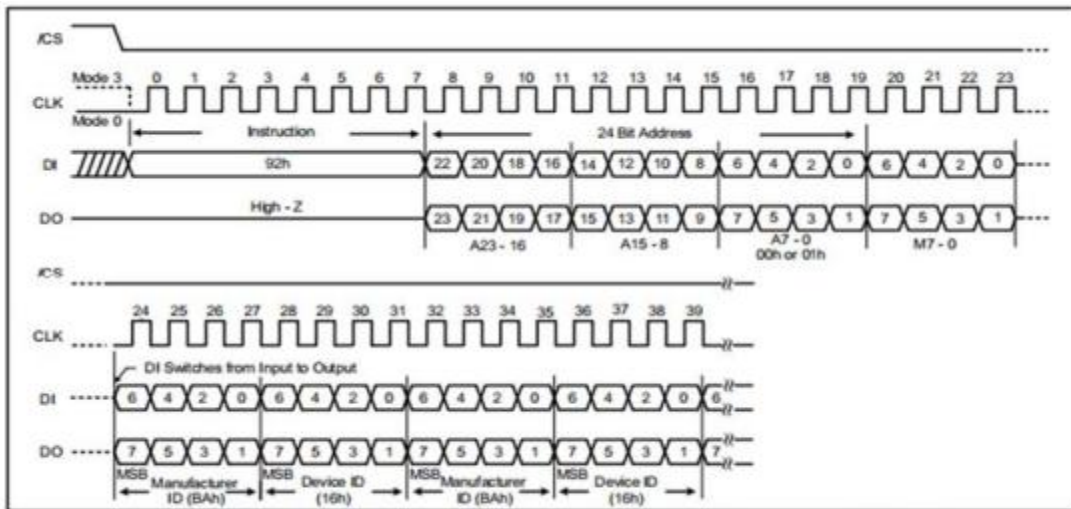 /CS
Mode 3 0 1 2 3 4 5 6 7 8 9 10 11 12 13 14 15 16 17 18 19 20 21 22 23
CLK
Mode 0
Instruction 24 Bit Address
DI 92h 22 20 18 16 14 12 10 8 6 4 2 0 6 4 2 0
High - Z
DO 23 21 19 17 15 13 11 9 7 5 3 1 7 5 3 1
A23 - 16 A15 - 8 A7 - 0 M7 - 0
00h or 01h
/CS
24 25 26 27 28 29 30 31 32 33 34 35 36 37 38 39
CLK
DI Switches from Input to Output
DI 6 4 2 0 6 4 2 0 6 4 2 0 6 4 2 0 6
DO 7 5 3 1 7 5 3 1 7 5 3 1 7 5 3 1 7
MSB MSB MSB MSB
Manufacturer Device ID Manufacturer Device ID
ID (BAh) (16h) ID (BAh) (16h)